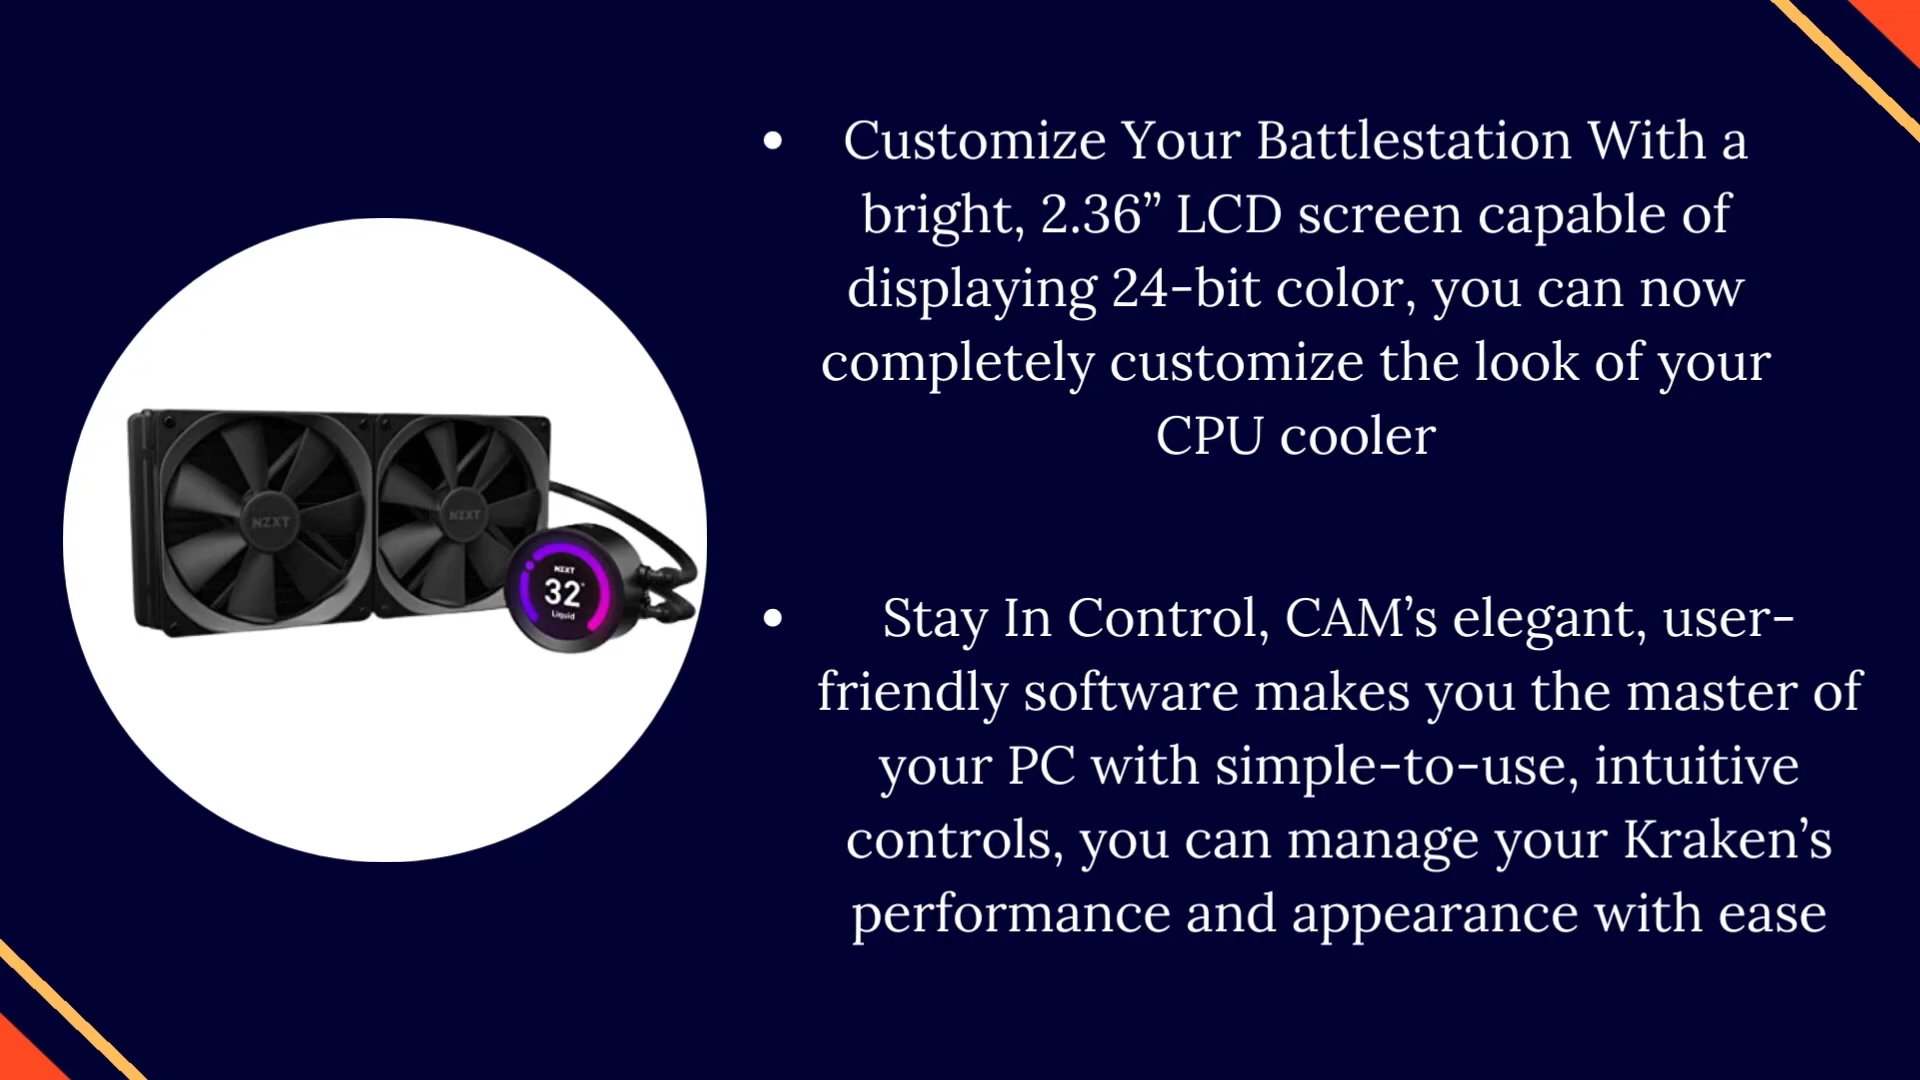 • Customize Your Battlestation With a
bright, 2.36” LCD screen capable of
displaying 24-bit color, you can now
completely customize the look of your
CPU cooler
• Stay In Control, CAM’s elegant, user-
friendly software makes you the master of
your PC with simple-to-use, intuitive
controls, you can manage your Kraken’s
performance and appearance with ease
NZXT
NZXT
NZXT
32°
Liquid